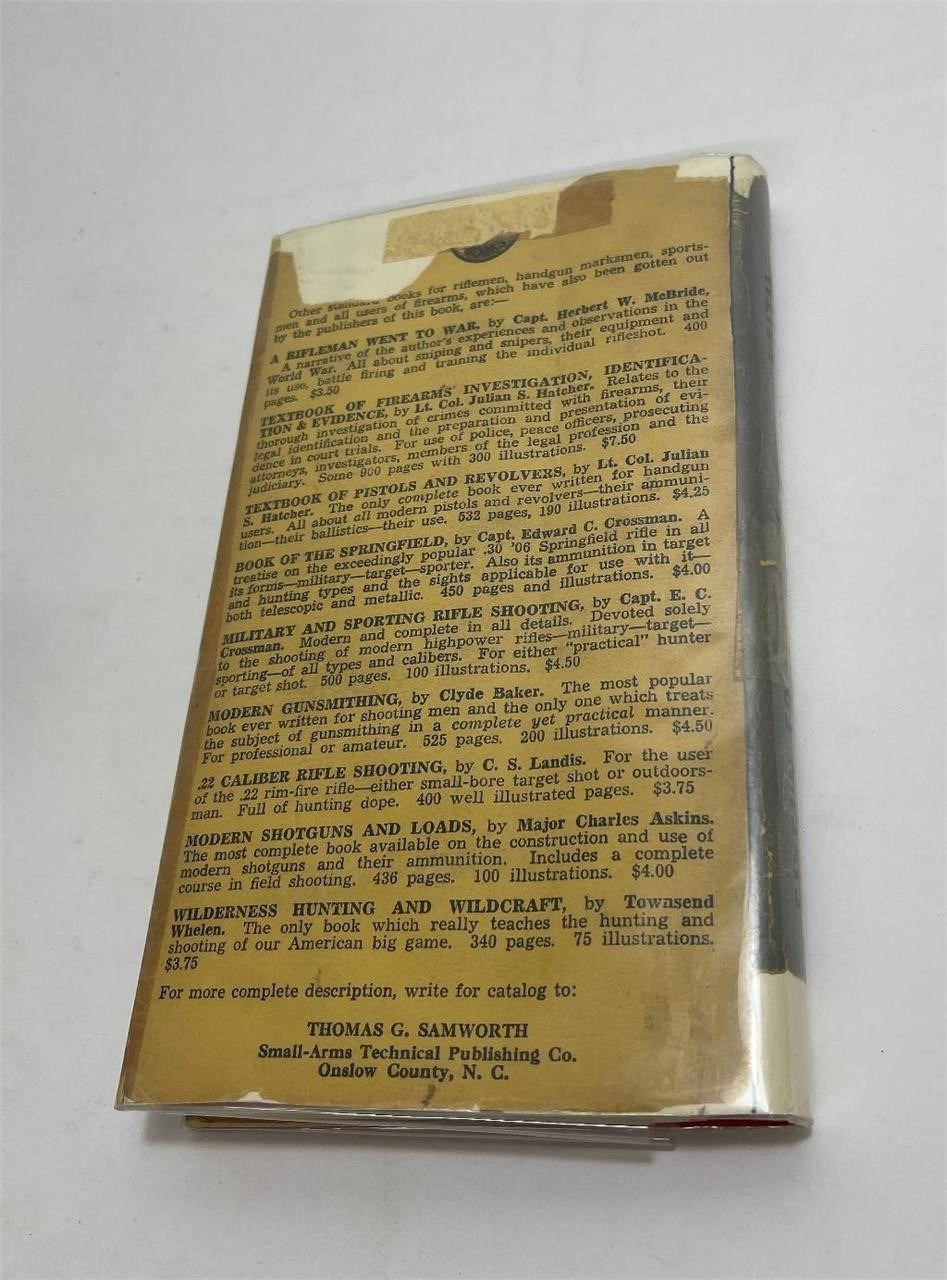 Other standard books for riflemen, handgun marksmen, sports-
men and all users of firearms, which have also been gotten out
by the publishers of this book, are:—
A RIFLEMAN WENT TO WAR, by Capt. Herbert W. McBride.
A narrative of the author's experiences and observations in the
World War. All about sniping and snipers, their equipment and
its use, battle firing and training the individual rifleshot. 400
pages. $3.50
TEXTBOOK OF FIREARMS INVESTIGATION, IDENTIFICA-
TION & EVIDENCE, by Lt. Col. Julian S. Hatcher. Relates to the
thorough investigation of crimes committed with firearms, their
legal identification and the preparation and presentation of evi-
dence in court trials. For use of police, peace officers, prosecuting
attorneys, investigators, members of the legal profession and the
judiciary. Some 900 pages with 300 illustrations. $7.50
TEXTBOOK OF PISTOLS AND REVOLVERS, by Lt. Col. Julian
S. Hatcher. The only complete book ever written for handgun
users. All about all modern pistols and revolvers—their ammuni-
tion—their ballistics—their use. 532 pages, 190 illustrations. $4.25
BOOK OF THE SPRINGFIELD, by Capt. Edward C. Crossman. A
treatise on the exceedingly popular .30 '06 Springfield rifle in all
its forms—military—target—sporter. Also its ammunition in target
and hunting types and the sights applicable for use with it—
both telescopic and metallic. 450 pages and illustrations. $4.00
MILITARY AND SPORTING RIFLE SHOOTING, by Capt. E. C.
Crossman. Modern and complete in all details. Devoted solely
to the shooting of modern highpower rifles—military—target—
sporting—of all types and calibers. For either "practical" hunter
or target shot. 500 pages. 100 illustrations. $4.50
MODERN GUNSMITHING, by Clyde Baker. The most popular
book ever written for shooting men and the only one which treats
the subject of gunsmithing in a complete yet practical manner.
For professional or amateur. 525 pages. 200 illustrations. $4.50
.22 CALIBER RIFLE SHOOTING, by C. S. Landis. For the user
of the .22 rim-fire rifle—either small-bore target shot or outdoors-
man. Full of hunting dope. 400 well illustrated pages. $3.75
MODERN SHOTGUNS AND LOADS, by Major Charles Askins.
The most complete book available on the construction and use of
modern shotguns and their ammunition. Includes a complete
course in field shooting. 436 pages. 100 illustrations. $4.00
WILDERNESS HUNTING AND WILDCRAFT, by Townsend
Whelen. The only book which really teaches the hunting and
shooting of our American big game. 340 pages. 75 illustrations.
$3.75
For more complete description, write for catalog to:
THOMAS G. SAMWORTH
Small-Arms Technical Publishing Co.
Onslow County, N. C.